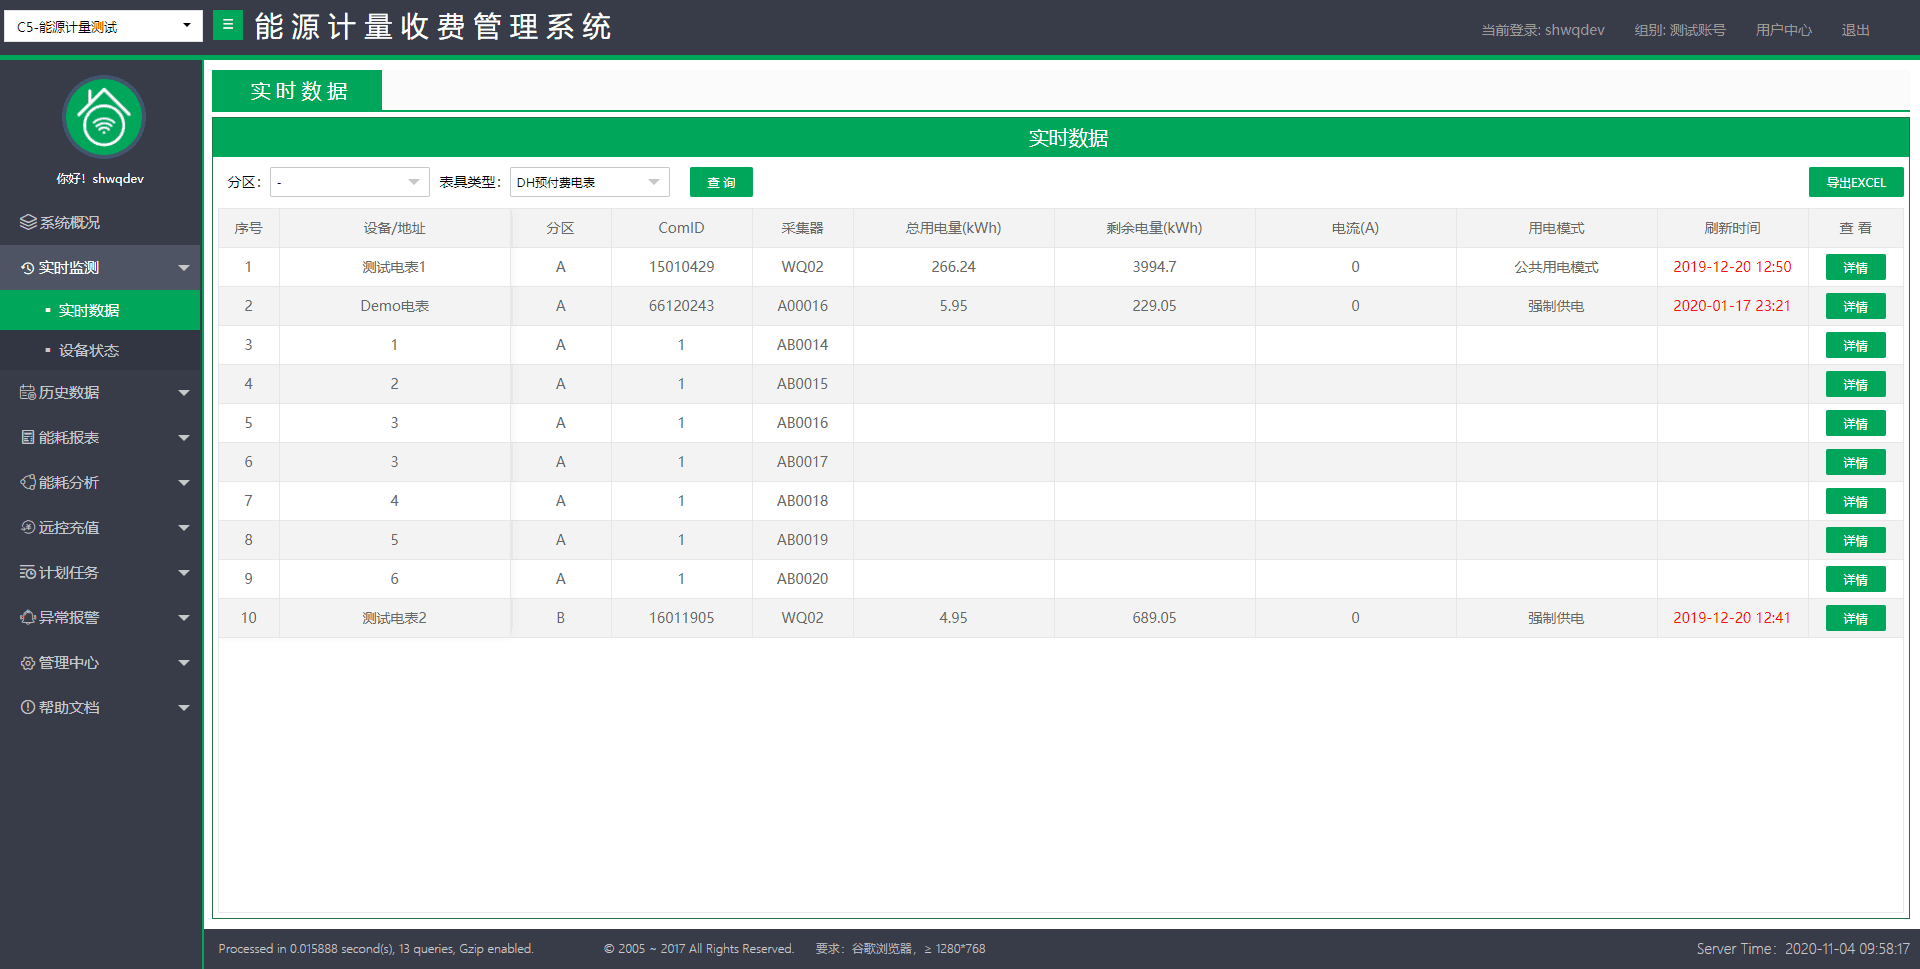 C5-能源计量测试
能源计量收费管理系统
当前登录: shwqdev 组别: 测试账号 用户中心 退出
你好！shwqdev
系统概况
实时监测
实时数据
设备状态
历史数据
能耗报表
能耗分析
远控充值
计划任务
异常报警
管理中心
帮助文档
实时数据
实时数据
分区： - 表具类型： DH预付费电表 查 询 导出EXCEL
序号 设备/地址 分区 ComID 采集器 总用电量(kWh) 剩余电量(kWh) 电流(A) 用电模式 刷新时间 查 看
1 测试电表1 A 15010429 WQ02 266.24 3994.7 0 公共用电模式 2019-12-20 12:50 详情
2 Demo电表 A 66120243 A00016 5.95 229.05 0 强制供电 2020-01-17 23:21 详情
3 1 A 1 AB0014 详情
4 2 A 1 AB0015 详情
5 3 A 1 AB0016 详情
6 3 A 1 AB0017 详情
7 4 A 1 AB0018 详情
8 5 A 1 AB0019 详情
9 6 A 1 AB0020 详情
10 测试电表2 B 16011905 WQ02 4.95 689.05 0 强制供电 2019-12-20 12:41 详情
Processed in 0.015888 second(s), 13 queries, Gzip enabled. © 2005 ~ 2017 All Rights Reserved. 要求：谷歌浏览器，≥ 1280*768 Server Time：2020-11-04 09:58:17